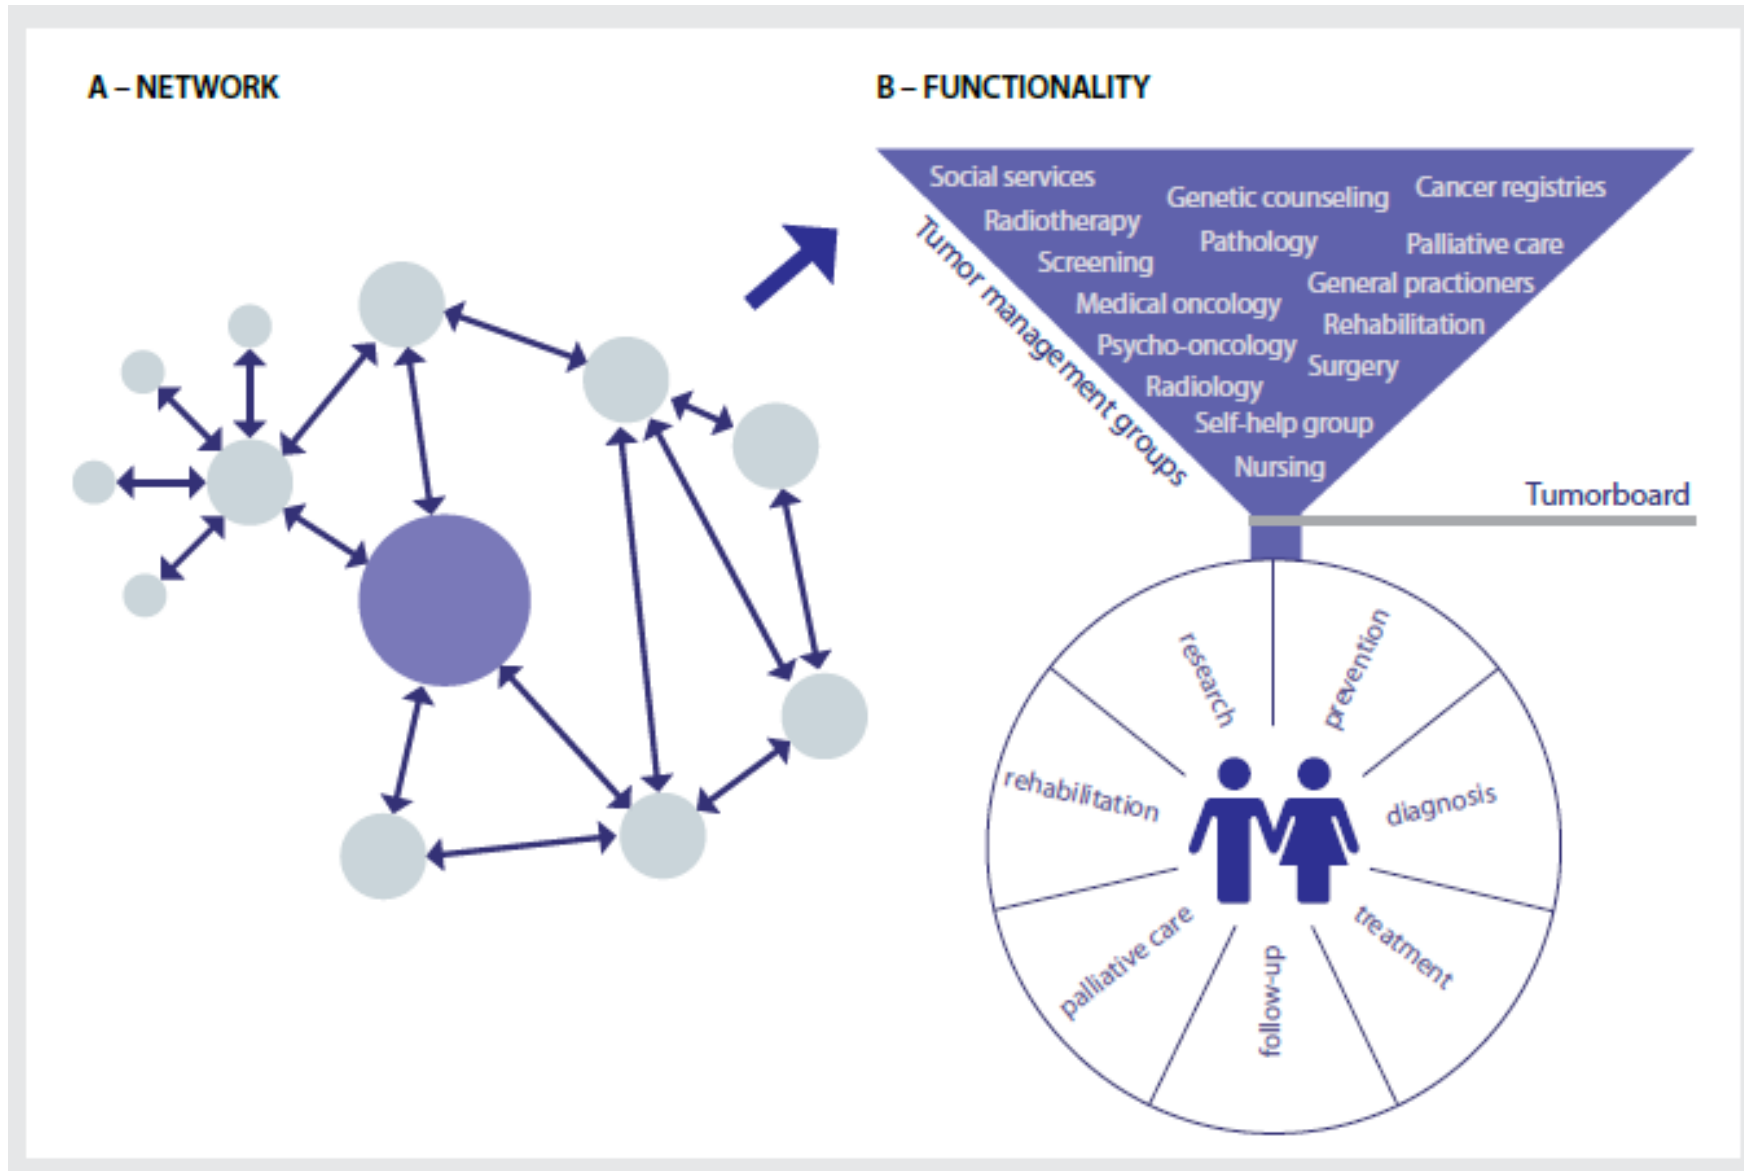 A – NETWORK
B – FUNCTIONALITY
Social services
Genetic counseling
Cancer registries
Radiotherapy
Pathology
Palliative care
Screening
General practioners
Medical oncology
Rehabilitation
Psycho-oncology
Surgery
Radiology
Self-help group
Nursing
Tumor management groups
Tumorboard
research
prevention
rehabilitation
diagnosis
palliative care
treatment
follow-up